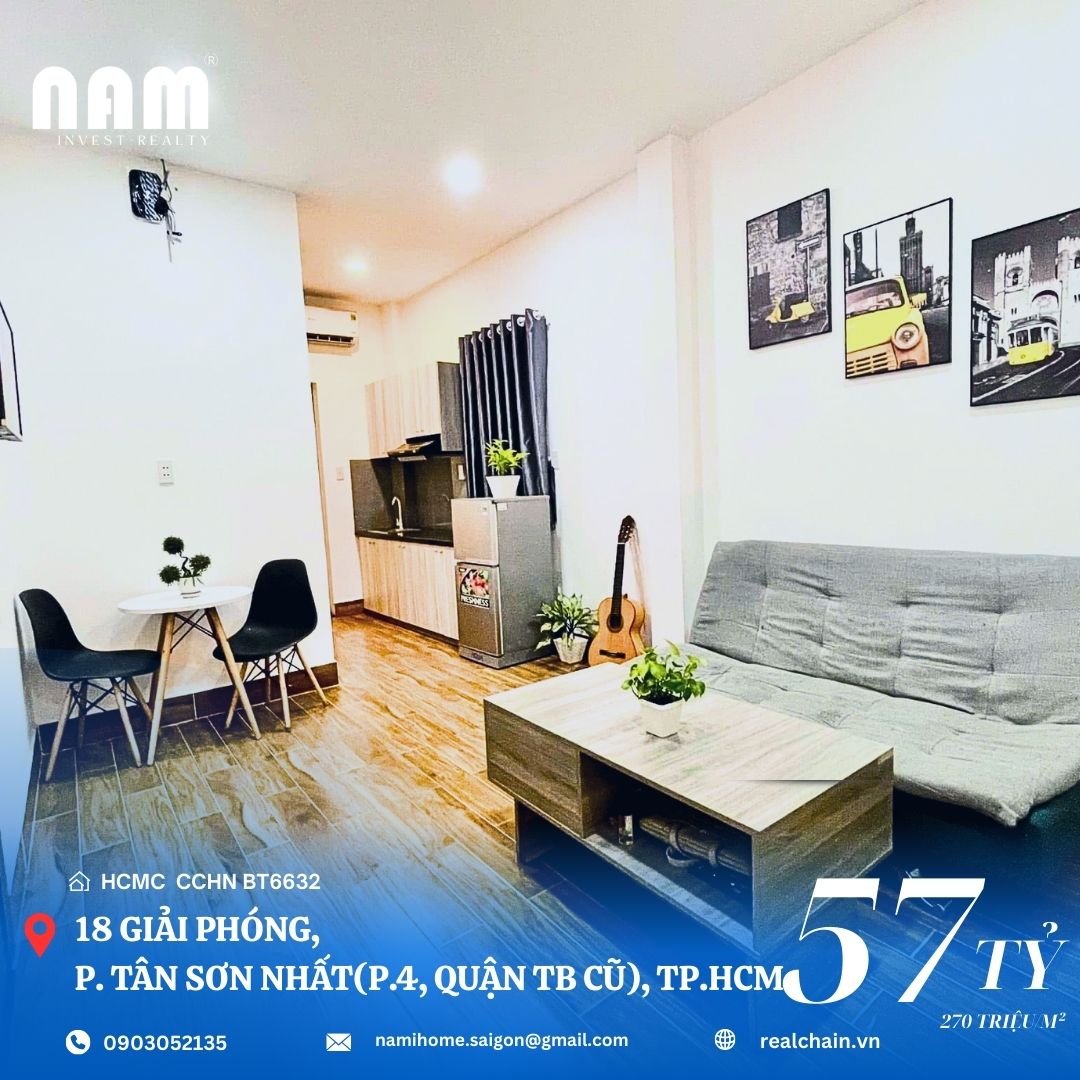 NAM®
INVEST-REALTY
FRESHNESS
HCMC CCHN BT6632
18 GIẢI PHÓNG,
P. TÂN SƠN NHẤT(P.4, QUẬN TB CŨ), TP.HCM
57 TỶ
270 TRIỆU/M²
0903052135
namihome.saigon@gmail.com
realchain.vn